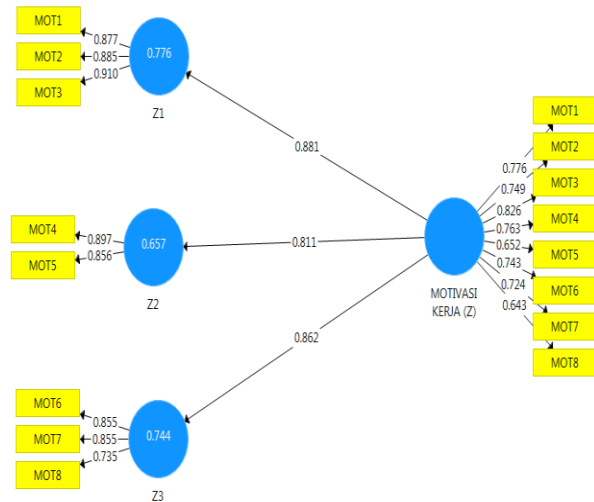 MOT1
MOT2
MOT3
0.877
0.885
0.910
0.776
Z1
0.881
MOT4
MOT5
0.897
0.856
0.657
Z2
0.811
MOT6
MOT7
MOT8
0.855
0.855
0.735
0.744
Z3
0.862
MOTIVASI
KERJA (Z)
0.776
0.749
0.826
0.763
0.652
0.743
0.724
0.643
MOT1
MOT2
MOT3
MOT4
MOT5
MOT6
MOT7
MOT8